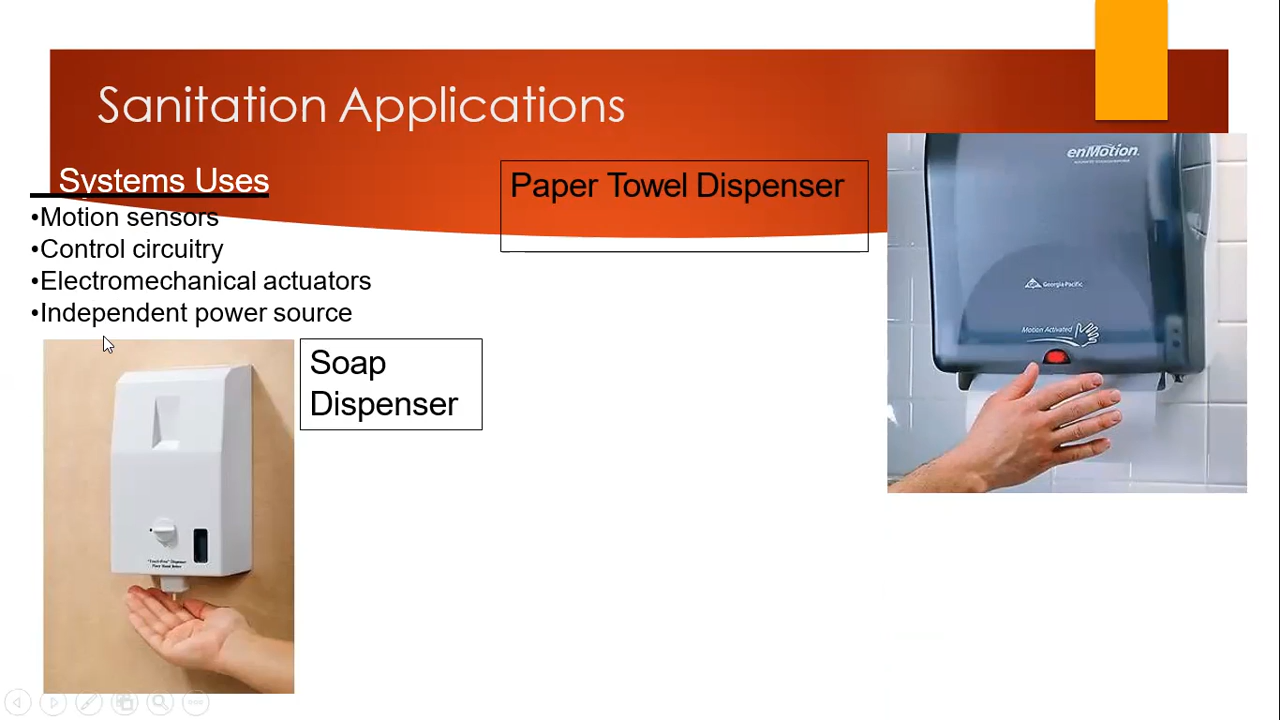 Sanitation Applications
Systems Uses
•Motion sensors
•Control circuitry
•Electromechanical actuators
•Independent power source
Paper Towel Dispenser
Soap
Dispenser
enMotion
Georgia Pacific
Motion Activated